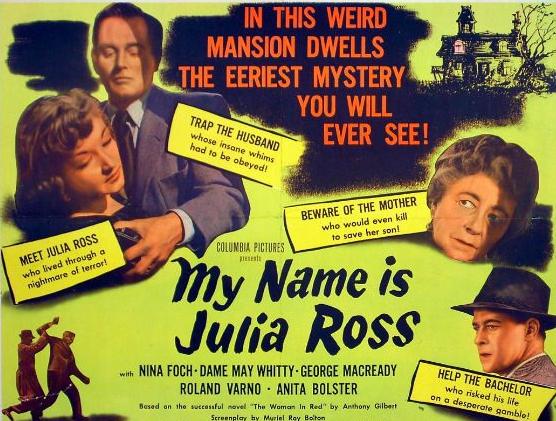 IN THIS WEIRD
MANSION DWELLS
THE EERIEST MYSTERY
YOU WILL
EVER SEE!
TRAP THE HUSBAND
whose insane whims
had to be obeyed!
BEWARE OF THE MOTHER
who would even kill
to save her son!
MEET JULIA ROSS
who lived through a
nightmare of terror!
COLUMBIA PICTURES
presents
My Name is
Julia Ross
with NINA FOCH · DAME MAY WHITTY · GEORGE MACREADY
ROLAND VARNO · ANITA BOLSTER
HELP THE BACHELOR
who risked his life
on a desperate gamble!
Based on the successful novel "The Woman In Red" by Anthony Gilbert
Screenplay by Muriel Roy Bolton